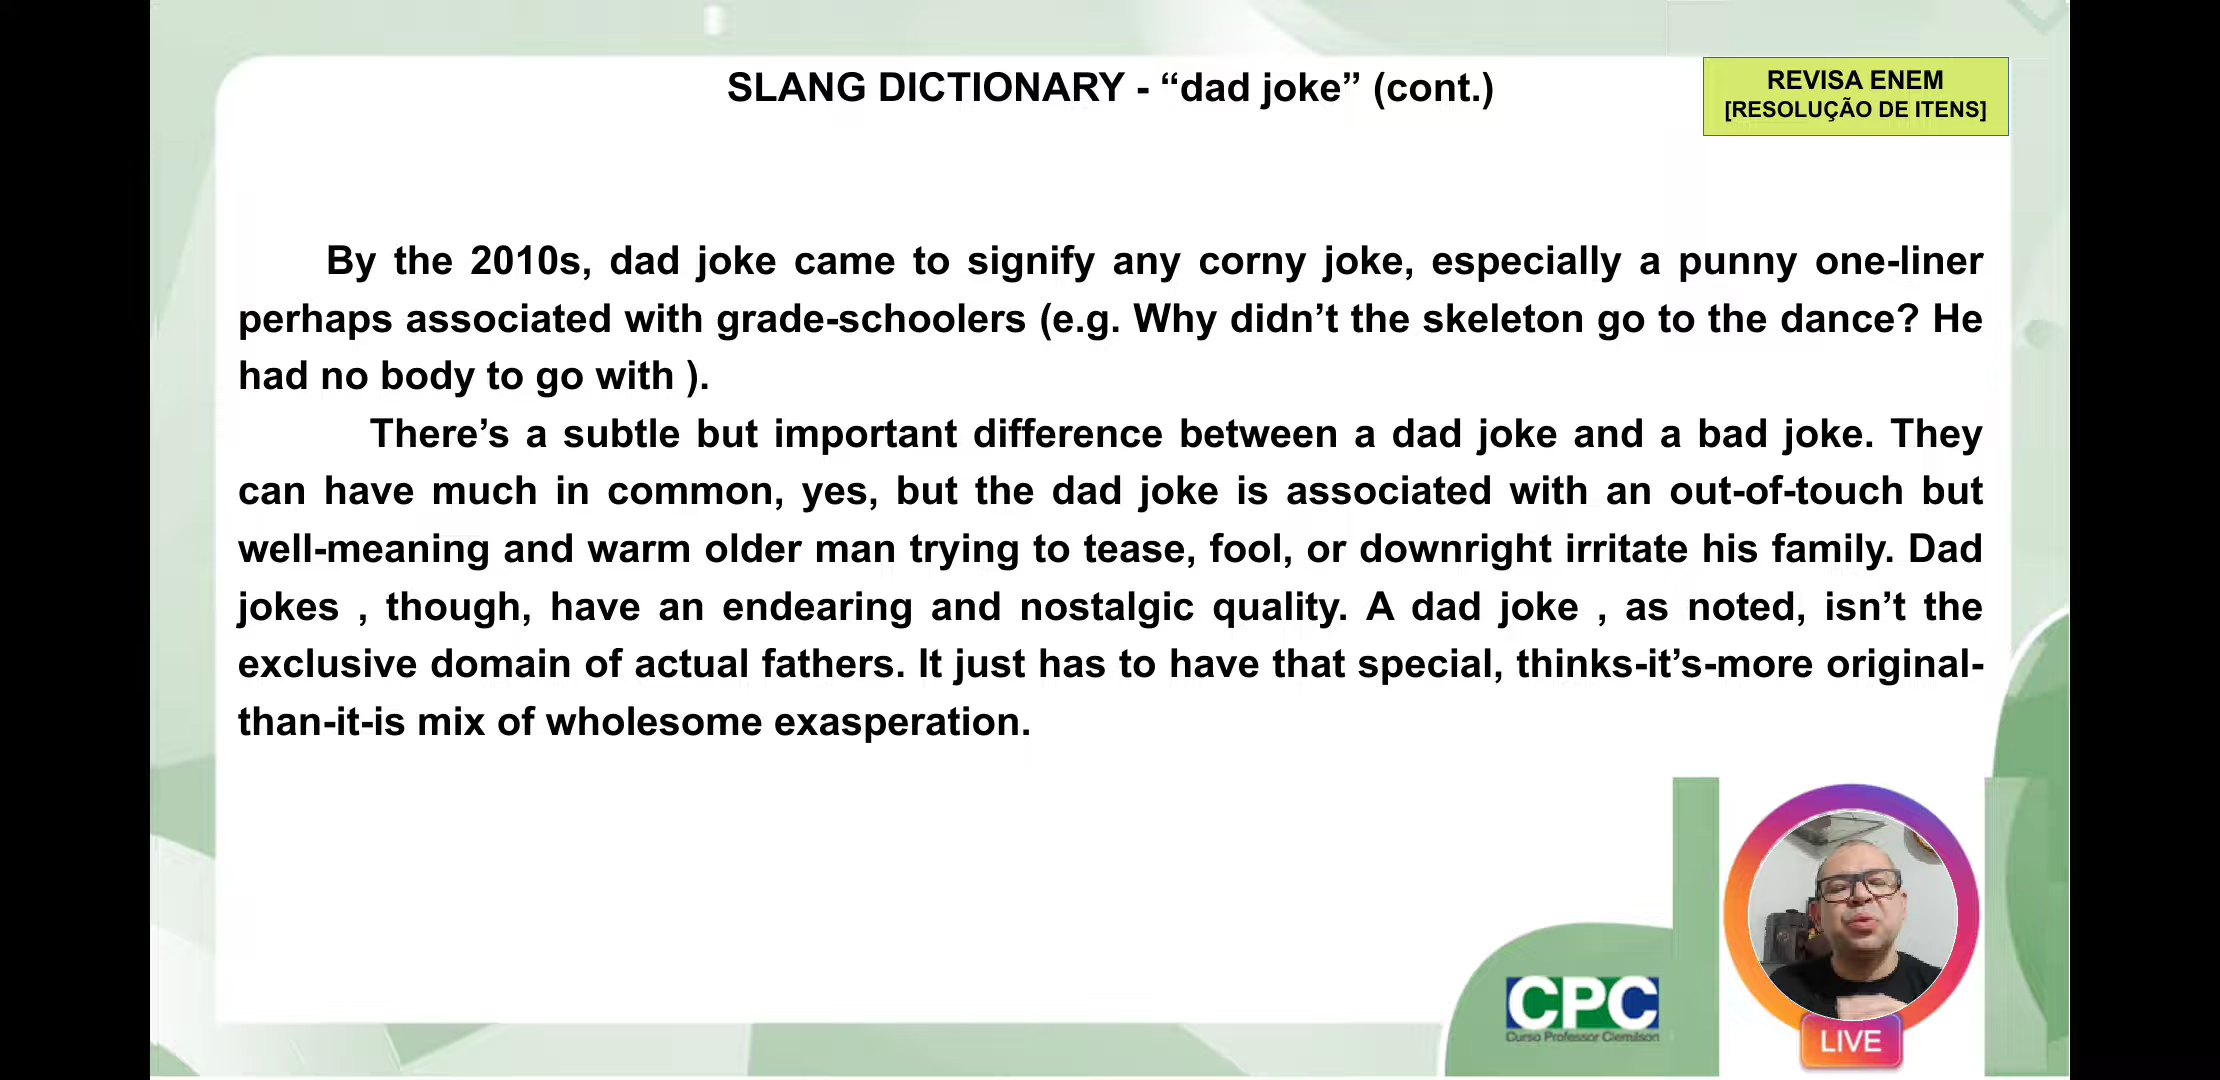 SLANG DICTIONARY - “dad joke” (cont.)
REVISA ENEM
[RESOLUÇÃO DE ITENS]
By the 2010s, dad joke came to signify any corny joke, especially a punny one-liner
perhaps associated with grade-schoolers (e.g. Why didn’t the skeleton go to the dance? He
had no body to go with ).
There’s a subtle but important difference between a dad joke and a bad joke. They
can have much in common, yes, but the dad joke is associated with an out-of-touch but
well-meaning and warm older man trying to tease, fool, or downright irritate his family. Dad
jokes , though, have an endearing and nostalgic quality. A dad joke , as noted, isn’t the
exclusive domain of actual fathers. It just has to have that special, thinks-it’s-more original-
than-it-is mix of wholesome exasperation.
CPC
Curso Professor Clemilson
LIVE